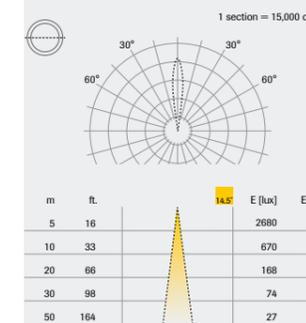 1 section = 15,000 c
30° 30°
60° 60°
m ft. 14.5° E [lux] E
5 16 2680
10 33 670
20 66 168
30 98 74
50 164 27